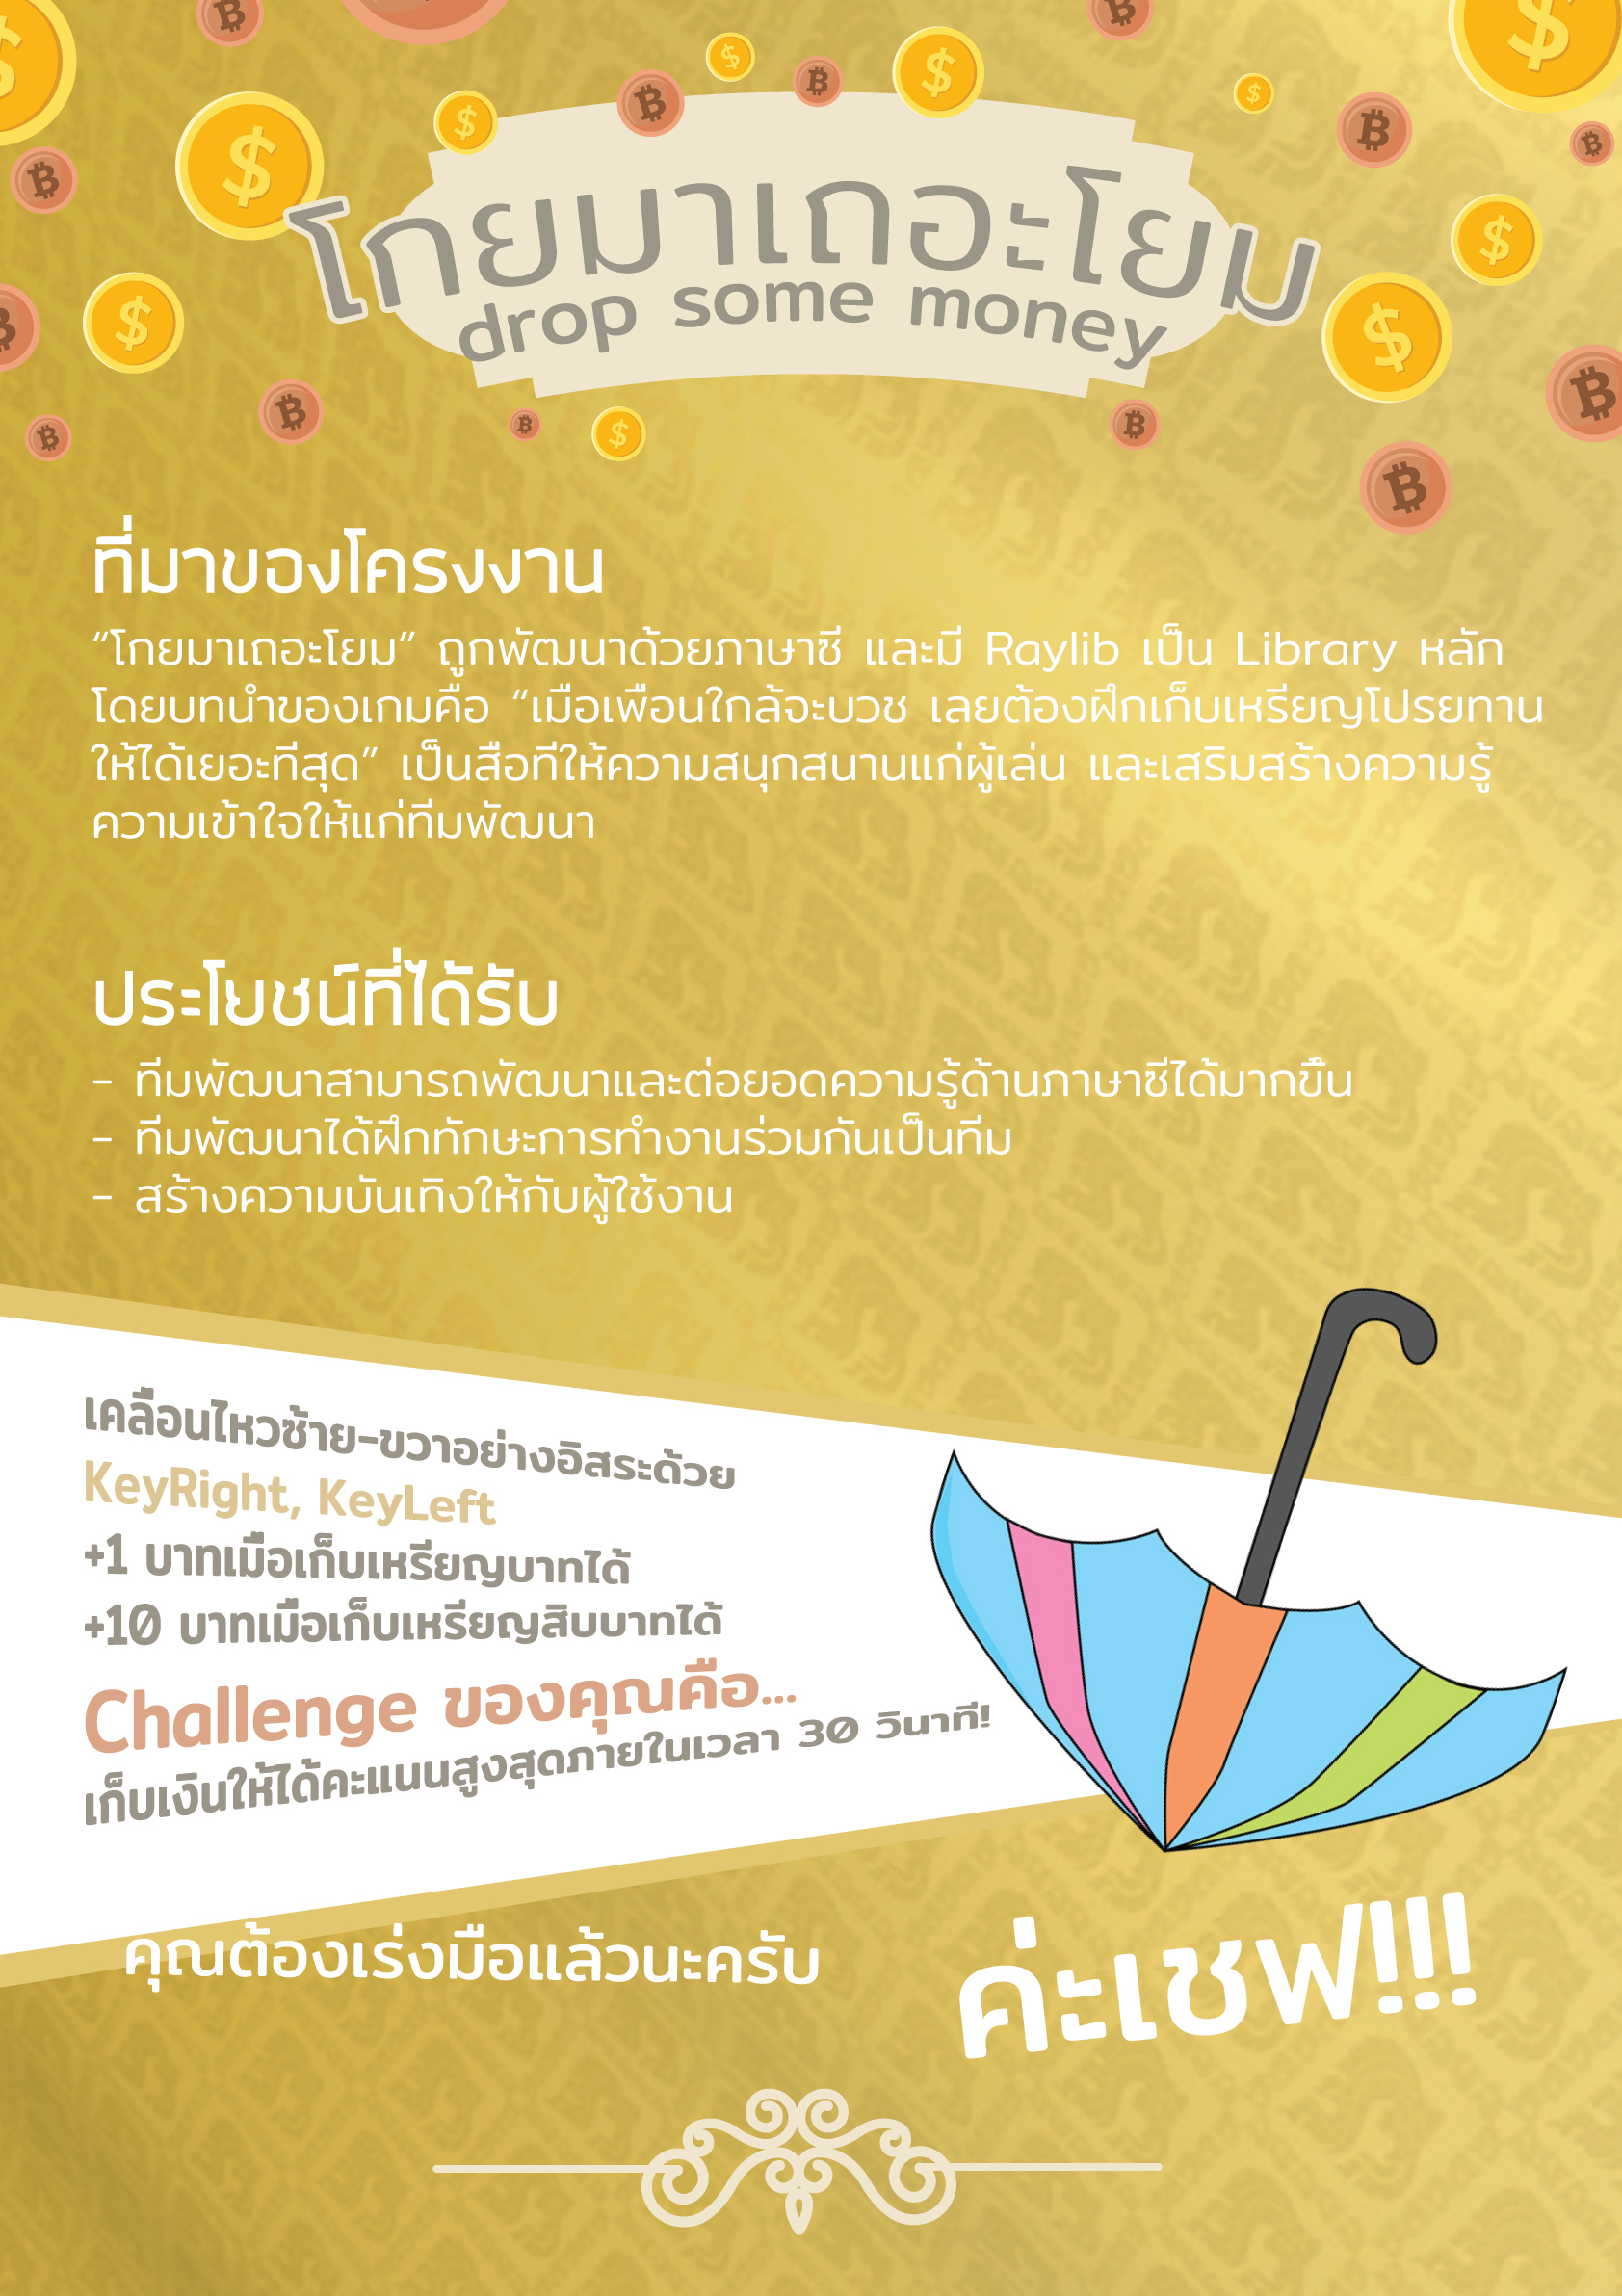 โกยมาเถอะโยม
drop some money
ที่มาของโครงงาน
“โกยมาเถอะโยม” ถูกพัฒนาด้วยภาษาซี และมี Raylib เป็น Library หลัก
โดยบทนำของเกมคือ “เมื่อเพื่อนใกล้จะบวช เลยต้องฝึกเก็บเหรียญโปรยทาน
ให้ได้เยอะที่สุด” เป็นสื่อที่ให้ความสนุกสนานแก่ผู้เล่น และเสริมสร้างความรู้
ความเข้าใจให้แก่ทีมพัฒนา
ประโยชน์ที่ได้รับ
- ทีมพัฒนาสามารถพัฒนาและต่อยอดความรู้ด้านภาษาซีได้มากขึ้น
- ทีมพัฒนาได้ฝึกทักษะการทำงานร่วมกันเป็นทีม
- สร้างความบันเทิงให้กับผู้ใช้งาน
เคลื่อนไหวซ้าย-ขวาอย่างอิสระด้วย
KeyRight, KeyLeft
+1 บาทเมื่อเก็บเหรียญบาทได้
+10 บาทเมื่อเก็บเหรียญสิบบาทได้
Challenge ของคุณคือ...
เก็บเงินให้ได้คะแนนสูงสุดภายในเวลา 30 วินาที!
คุณต้องเร่งมือแล้วนะครับ
ค่ะเชฟ!!!